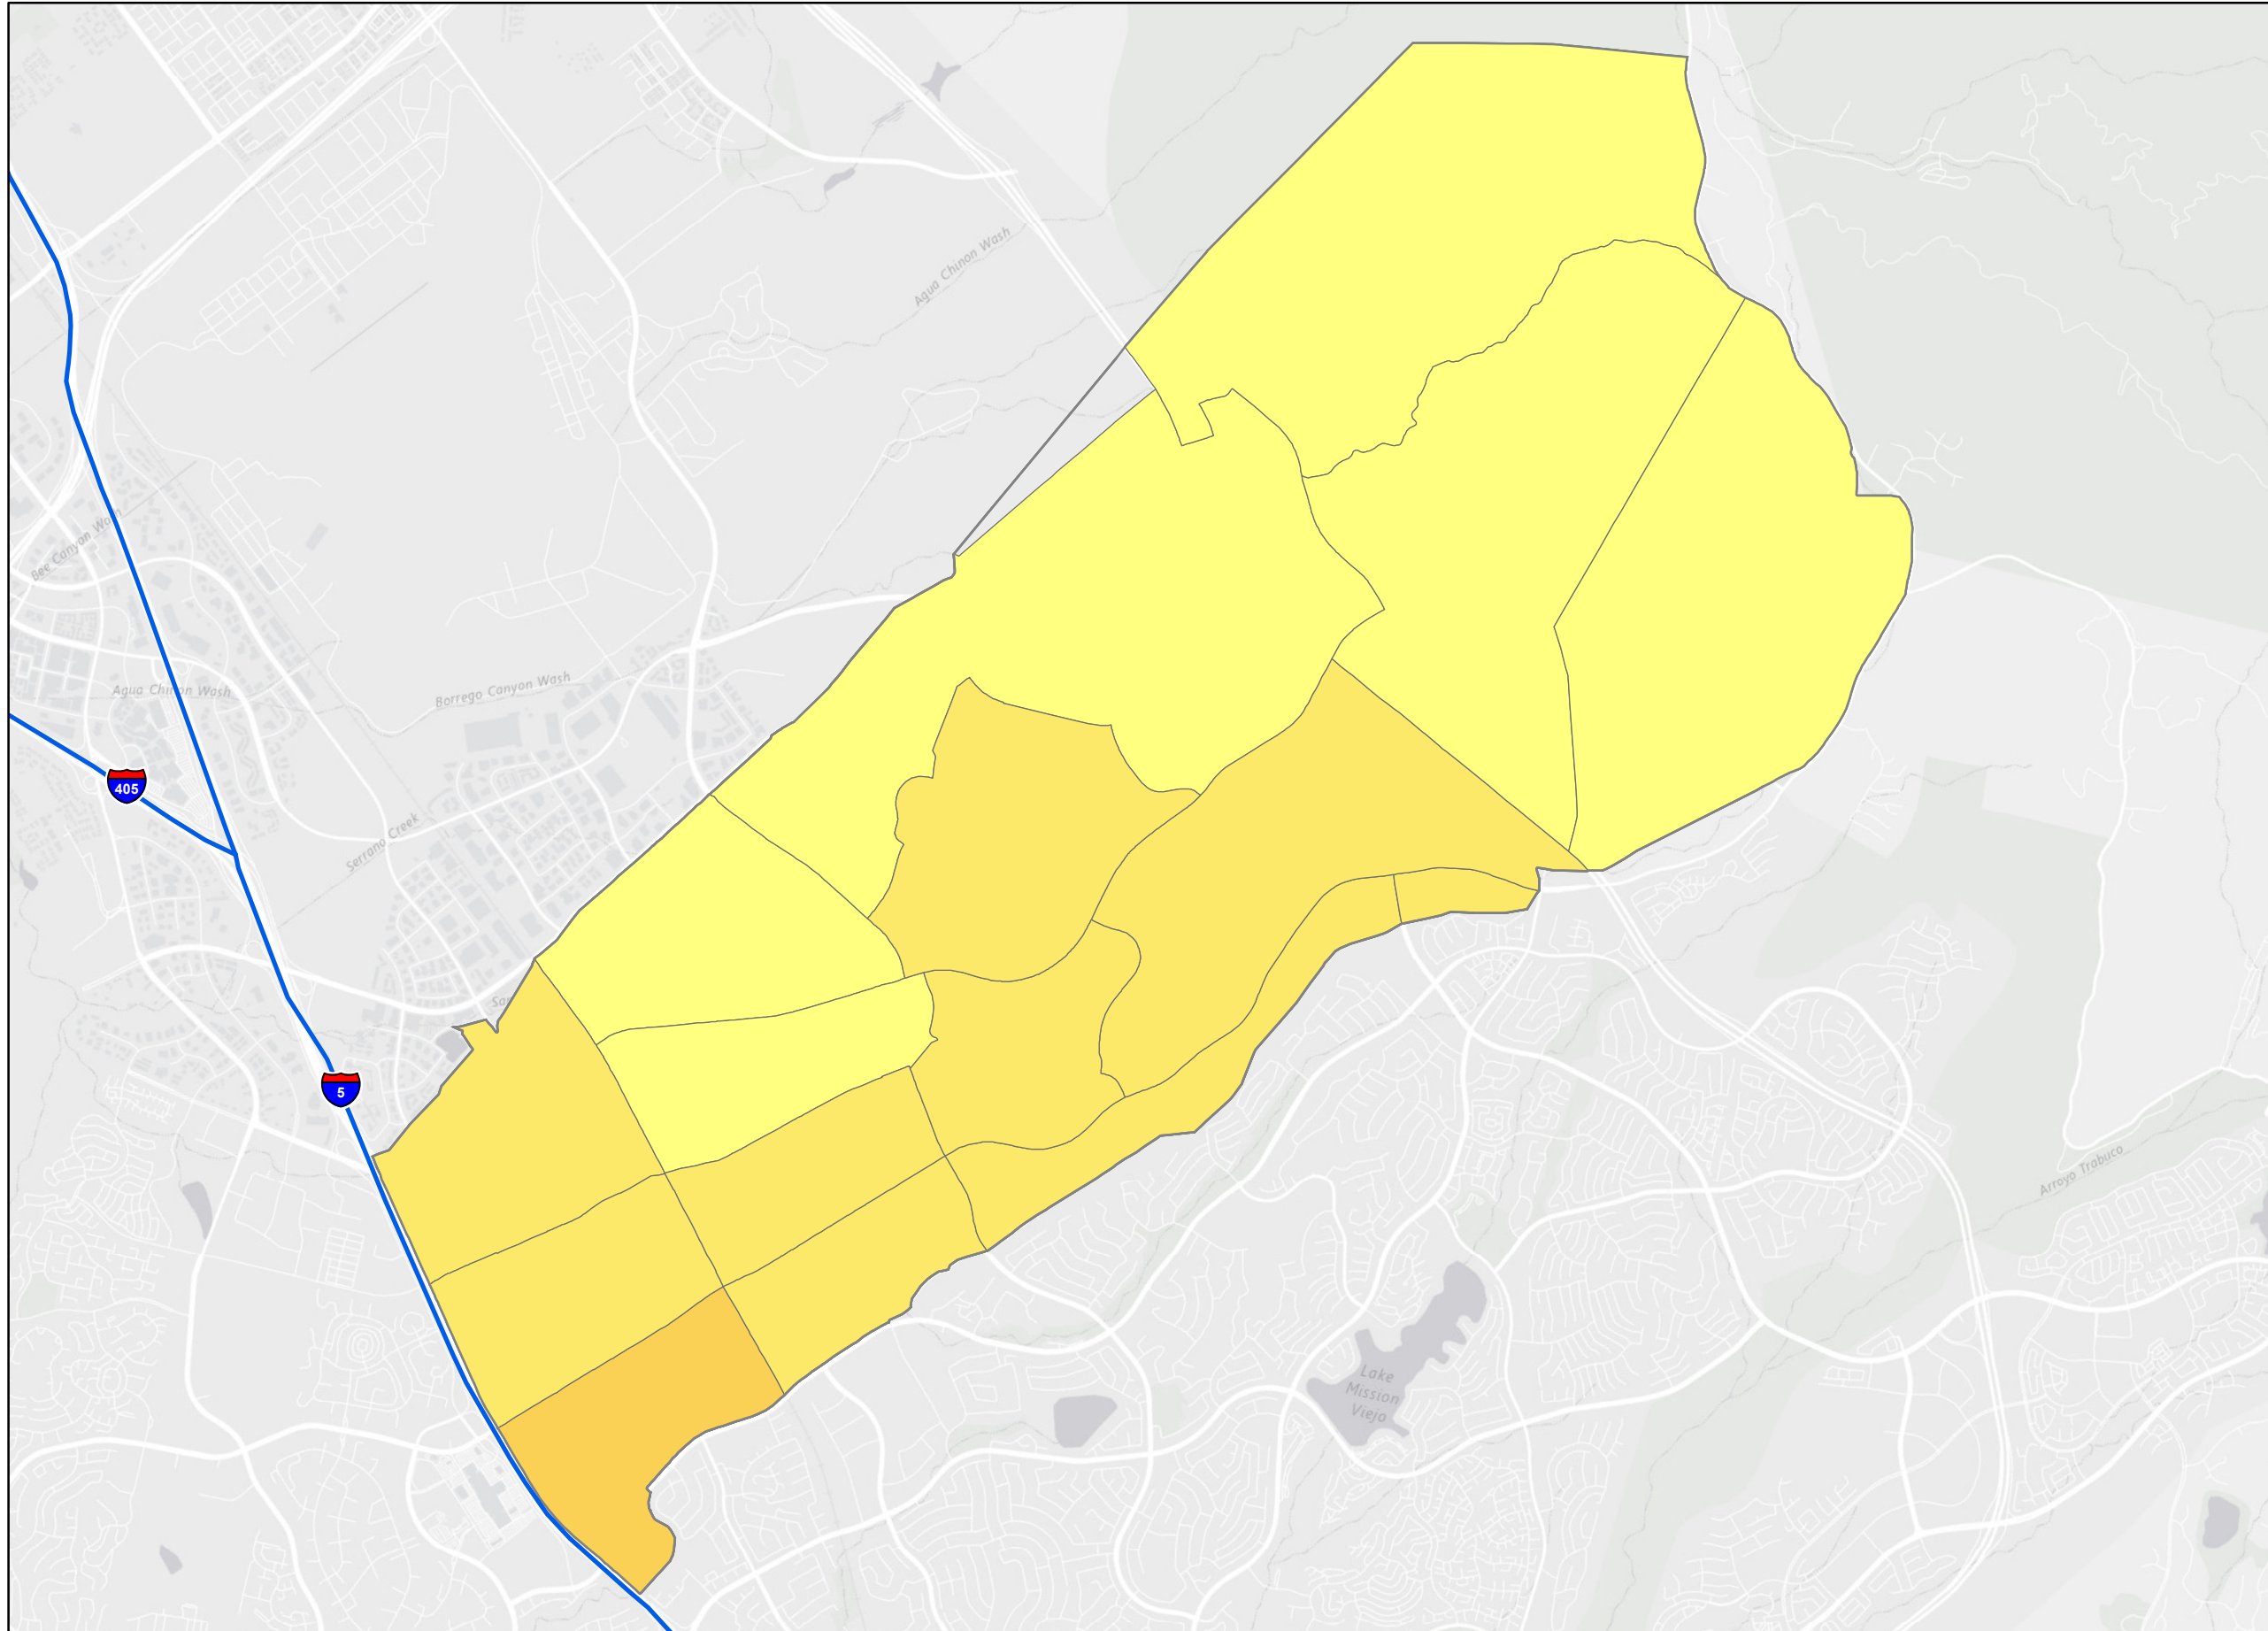 Agua Chinon Wash
Bee Canyon Wash
Agua Chinon Wash
Borrego Canyon Wash
405
Serrano Creek
5
Arroyo Trabuco
Lake
Mission
Viejo